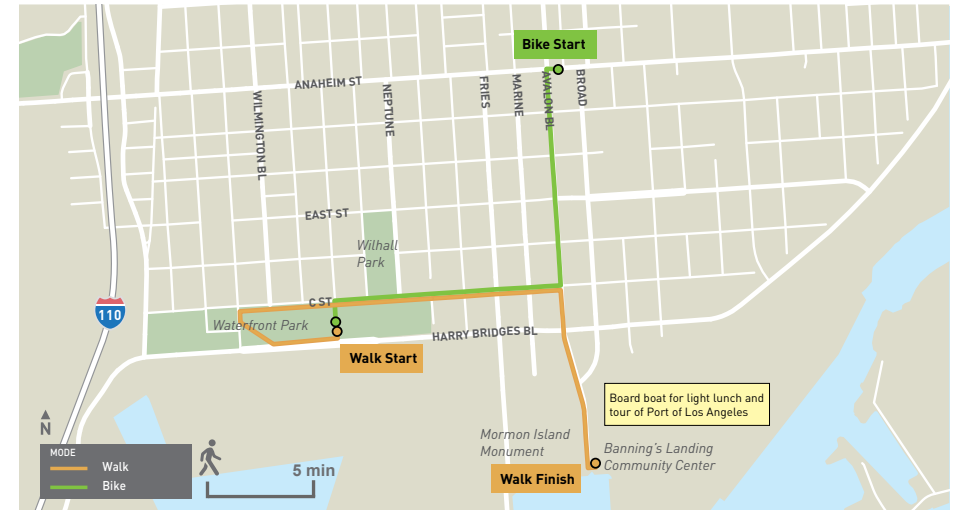 Bike Start
ANAHEIM ST
WILMINGTON BL
NEPTUNE
FRIES
MARINE
AVALON BL
BROAD
EAST ST
Wilhall
Park
C ST
110
Waterfront Park
HARRY BRIDGES BL
Walk Start
Board boat for light lunch and
tour of Port of Los Angeles
N
Mormon Island
Monument
Banning's Landing
Community Center
MODE
Walk
Bike
5 min
Walk Finish